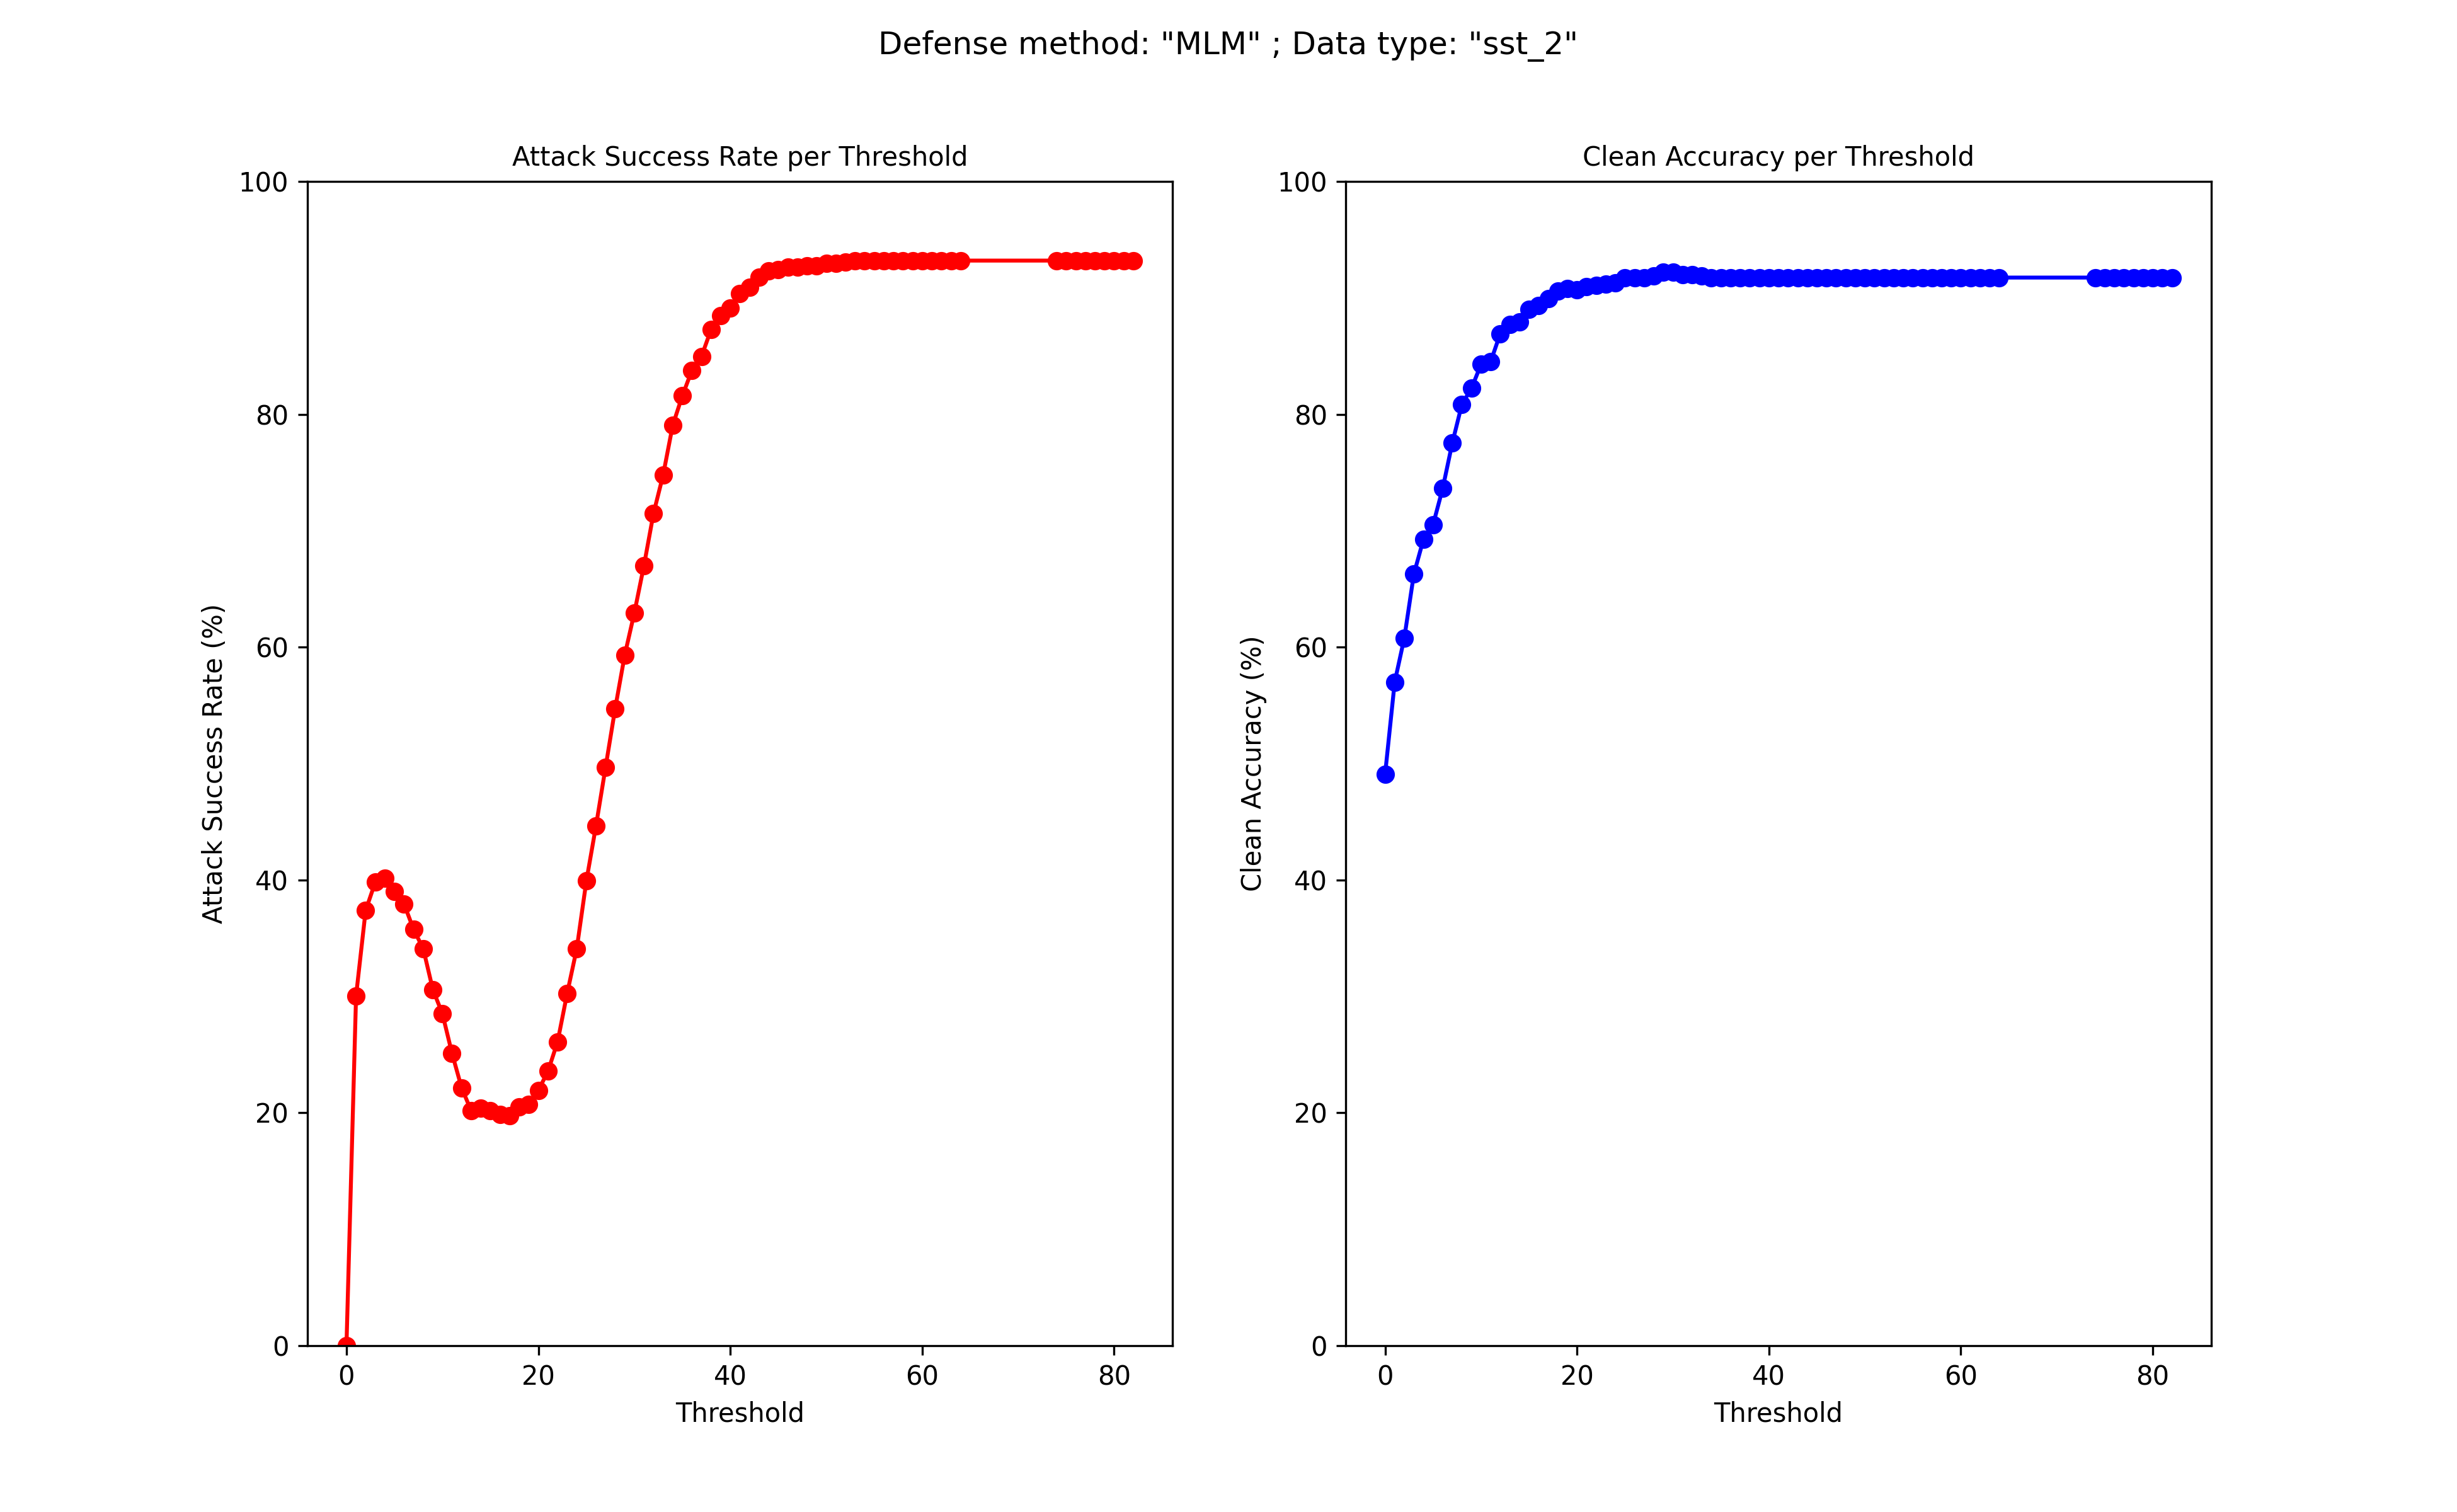 Defense method: "MLM" ; Data type: "sst_2"
Attack Success Rate per Threshold
100
80
60
40
20
0
Attack Success Rate (%)
0 20 40 60 80
Threshold
Clean Accuracy per Threshold
100
80
60
40
20
0
Clean Accuracy (%)
0 20 40 60 80
Threshold